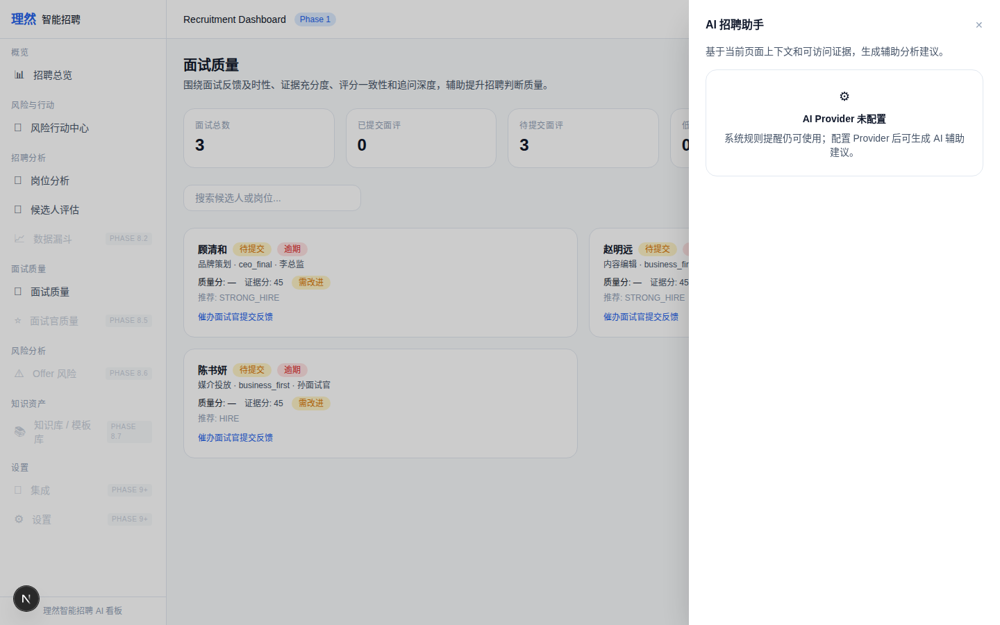 理然 智能招聘
概览
招聘总览
风险与行动
风险行动中心
招聘分析
岗位分析
候选人评估
数据漏斗 PHASE 8.2
面试质量
面试质量
面试官质量 PHASE 8.5
风险分析
Offer 风险 PHASE 8.6
知识资产
知识库 / 模板
库
PHASE
8.7
设置
集成 PHASE 9+
设置 PHASE 9+
理然智能招聘 AI 看板
Recruitment Dashboard Phase 1
面试质量
围绕面试反馈及时性、证据充分度、评分一致性和追问深度，辅助提升招聘判断质量。
面试总数
3
已提交面评
0
待提交面评
3
低
0
搜索候选人或岗位...
顾清和 待提交 逾期
品牌策划 · ceo_final · 李总监
质量分: — 证据分: 45 需改进
推荐: STRONG_HIRE
催办面试官提交反馈
赵明远 待提交
内容编辑 · business_fir
质量分: — 证据分: 45
推荐: STRONG_HIRE
催办面试官提交反馈
陈书妍 待提交 逾期
媒介投放 · business_first · 孙面试官
质量分: — 证据分: 45 需改进
推荐: HIRE
催办面试官提交反馈
AI 招聘助手 ×
基于当前页面上下文和可访问证据，生成辅助分析建议。
AI Provider 未配置
系统规则提醒仍可使用；配置 Provider 后可生成 AI 辅助
建议。